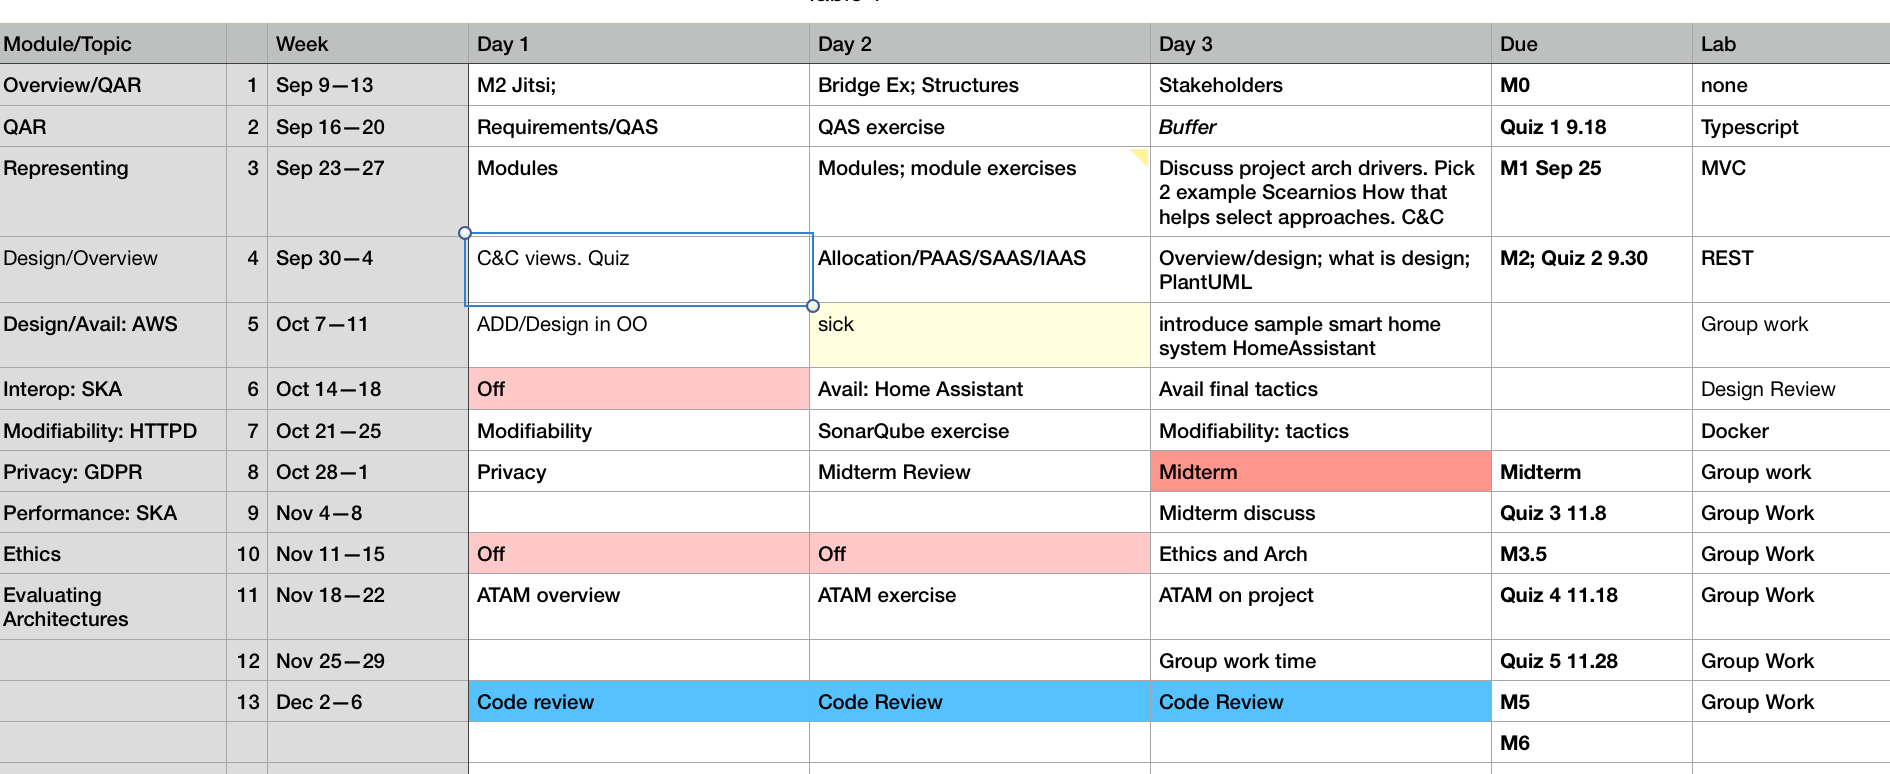 Module/Topic Week Day 1 Day 2 Day 3 Due Lab
Overview/QAR 1 Sep 9—13 M2 Jitsi; Bridge Ex; Structures Stakeholders M0 none
QAR 2 Sep 16—20 Requirements/QAS QAS exercise Buffer Quiz 1 9.18 Typescript
Representing 3 Sep 23—27 Modules Modules; module exercises Discuss project arch drivers. Pick M1 Sep 25 MVC
2 example Scearnios How that
helps select approaches. C&C
Design/Overview 4 Sep 30—4 C&C views. Quiz Allocation/PAAS/SAAS/IAAS Overview/design; what is design; M2; Quiz 2 9.30 REST
PlantUML
Design/Avail: AWS 5 Oct 7—11 ADD/Design in OO sick introduce sample smart home Group work
system HomeAssistant
Interop: SKA 6 Oct 14—18 Off Avail: Home Assistant Avail final tactics Design Review
Modifiability: HTTPD 7 Oct 21—25 Modifiability SonarQube exercise Modifiability: tactics Docker
Privacy: GDPR 8 Oct 28—1 Privacy Midterm Review Midterm Midterm Group work
Performance: SKA 9 Nov 4—8 Midterm discuss Quiz 3 11.8 Group Work
Ethics 10 Nov 11—15 Off Off Ethics and Arch M3.5 Group Work
Evaluating 11 Nov 18—22 ATAM overview ATAM exercise ATAM on project Quiz 4 11.18 Group Work
Architectures
12 Nov 25—29 Group work time Quiz 5 11.28 Group Work
13 Dec 2—6 Code review Code Review Code Review M5 Group Work
M6